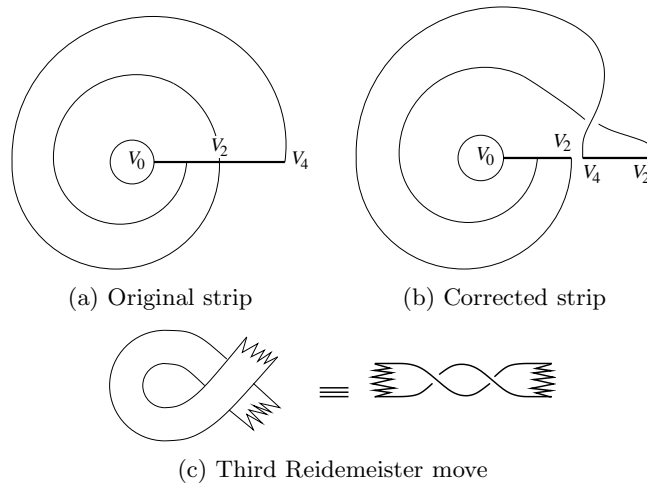 V₀ V₂ V₄
V₀ V₂ V₄ V₂
(a) Original strip (b) Corrected strip
(c) Third Reidemeister move